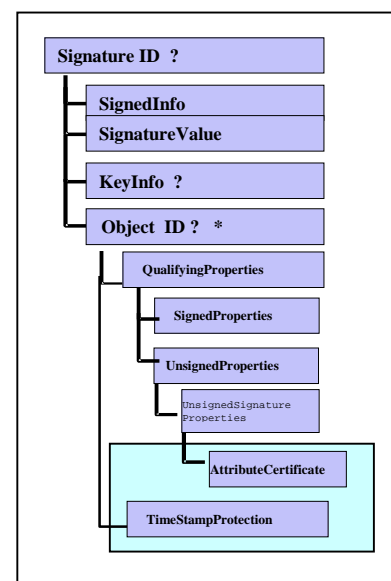 Signature ID ?
SignedInfo
SignatureValue
KeyInfo ?
Object ID ? *
QualifyingProperties
SignedProperties
UnsignedProperties
UnsignedSignature
Properties
AttributeCertificate
TimeStampProtection